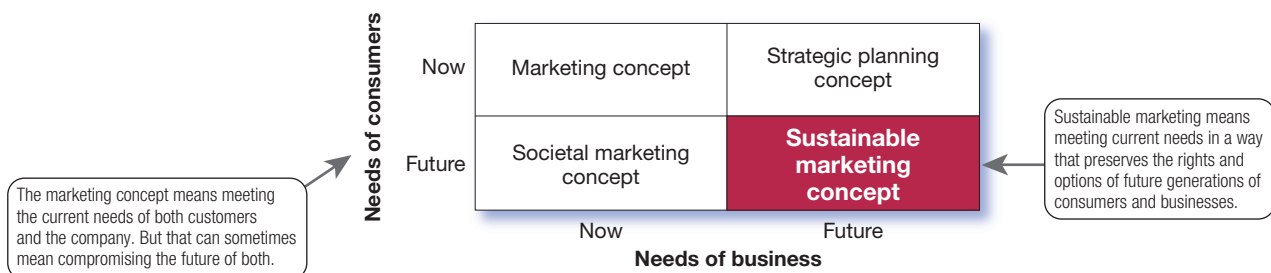 Needs of consumers
Now
Future
Marketing concept
Strategic planning
concept
Societal marketing
concept
Sustainable
marketing
concept
Now
Future
Needs of business
The marketing concept means meeting
the current needs of both customers
and the company. But that can sometimes
mean compromising the future of both.
Sustainable marketing means
meeting current needs in a way
that preserves the rights and
options of future generations of
consumers and businesses.